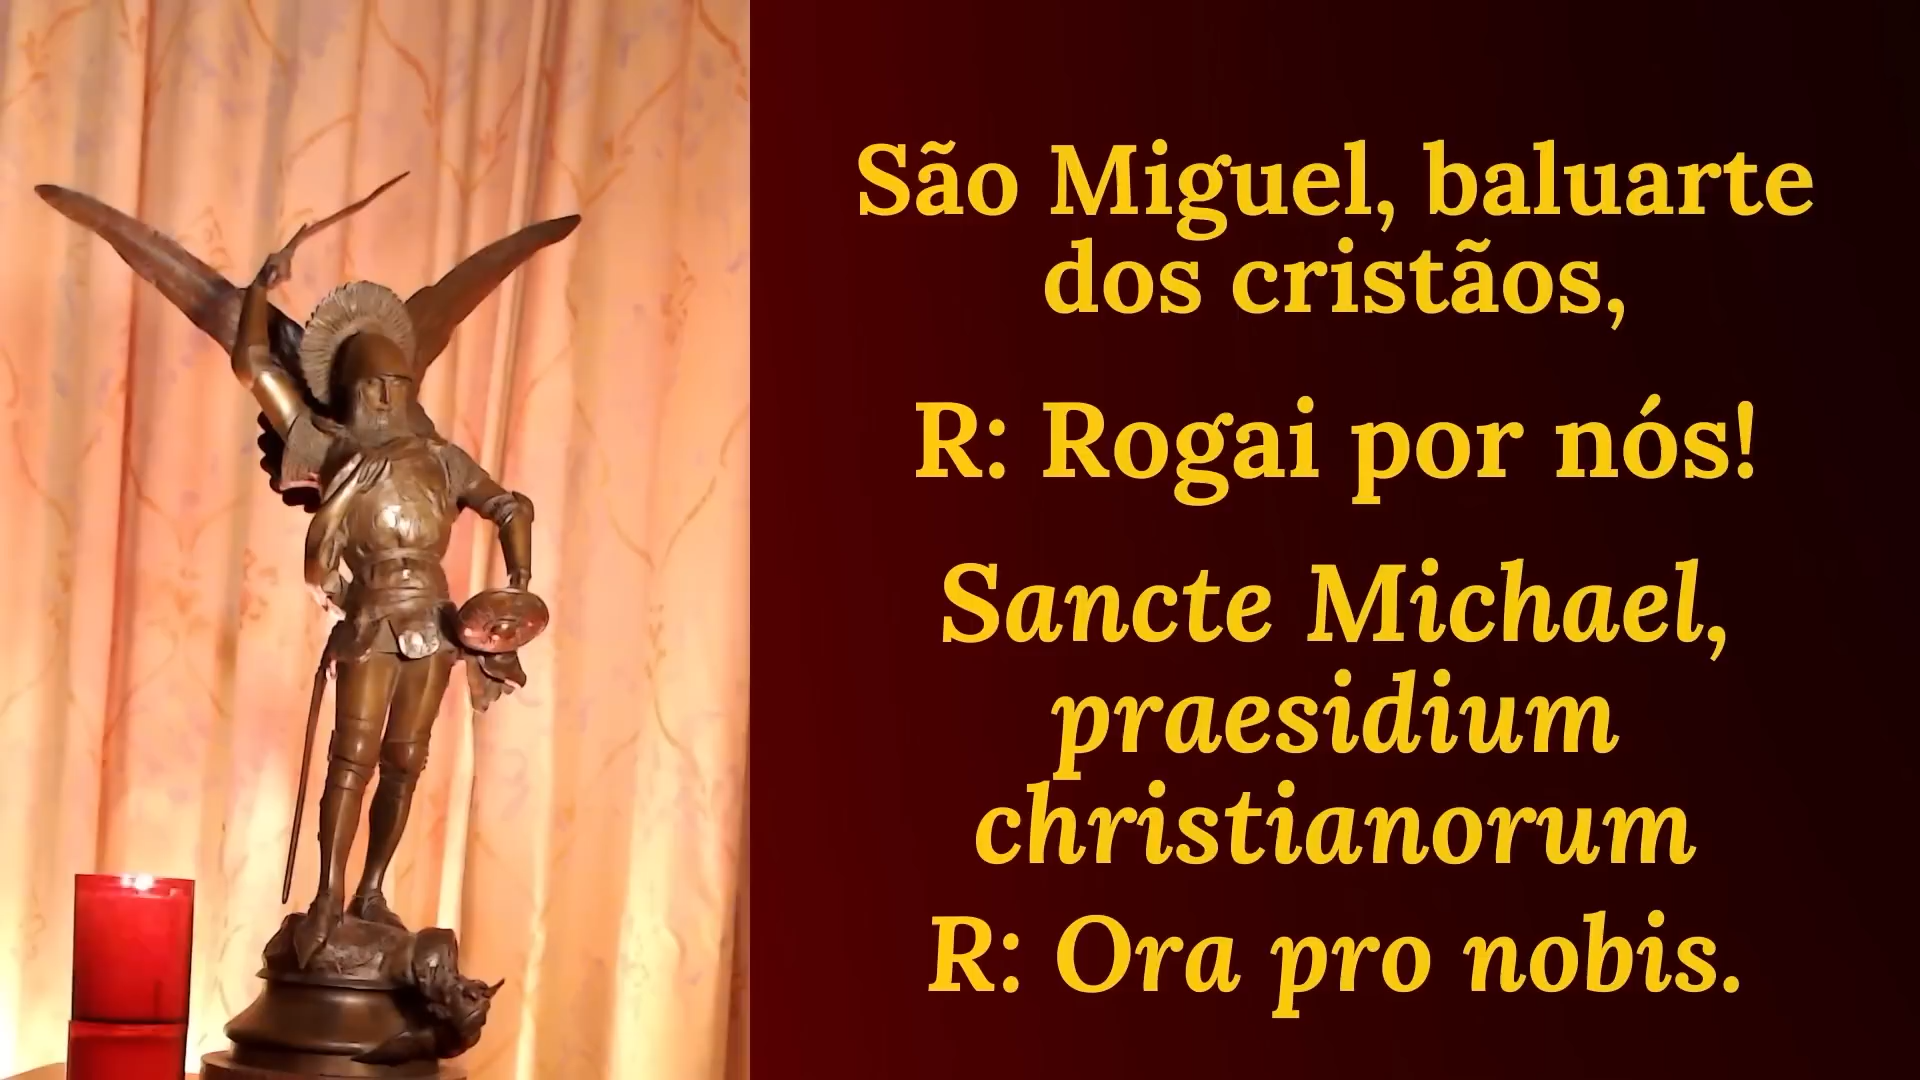 São Miguel, baluarte
dos cristãos,
R: Rogai por nós!
Sancte Michael,
praesidium
christianorum
R: Ora pro nobis.